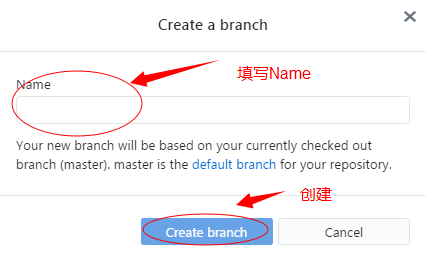 Create a branch
填写Name
Name
Your new branch will be based on your currently checked out
branch (master). master is the default branch for your repository.
创建
Create branch
Cancel